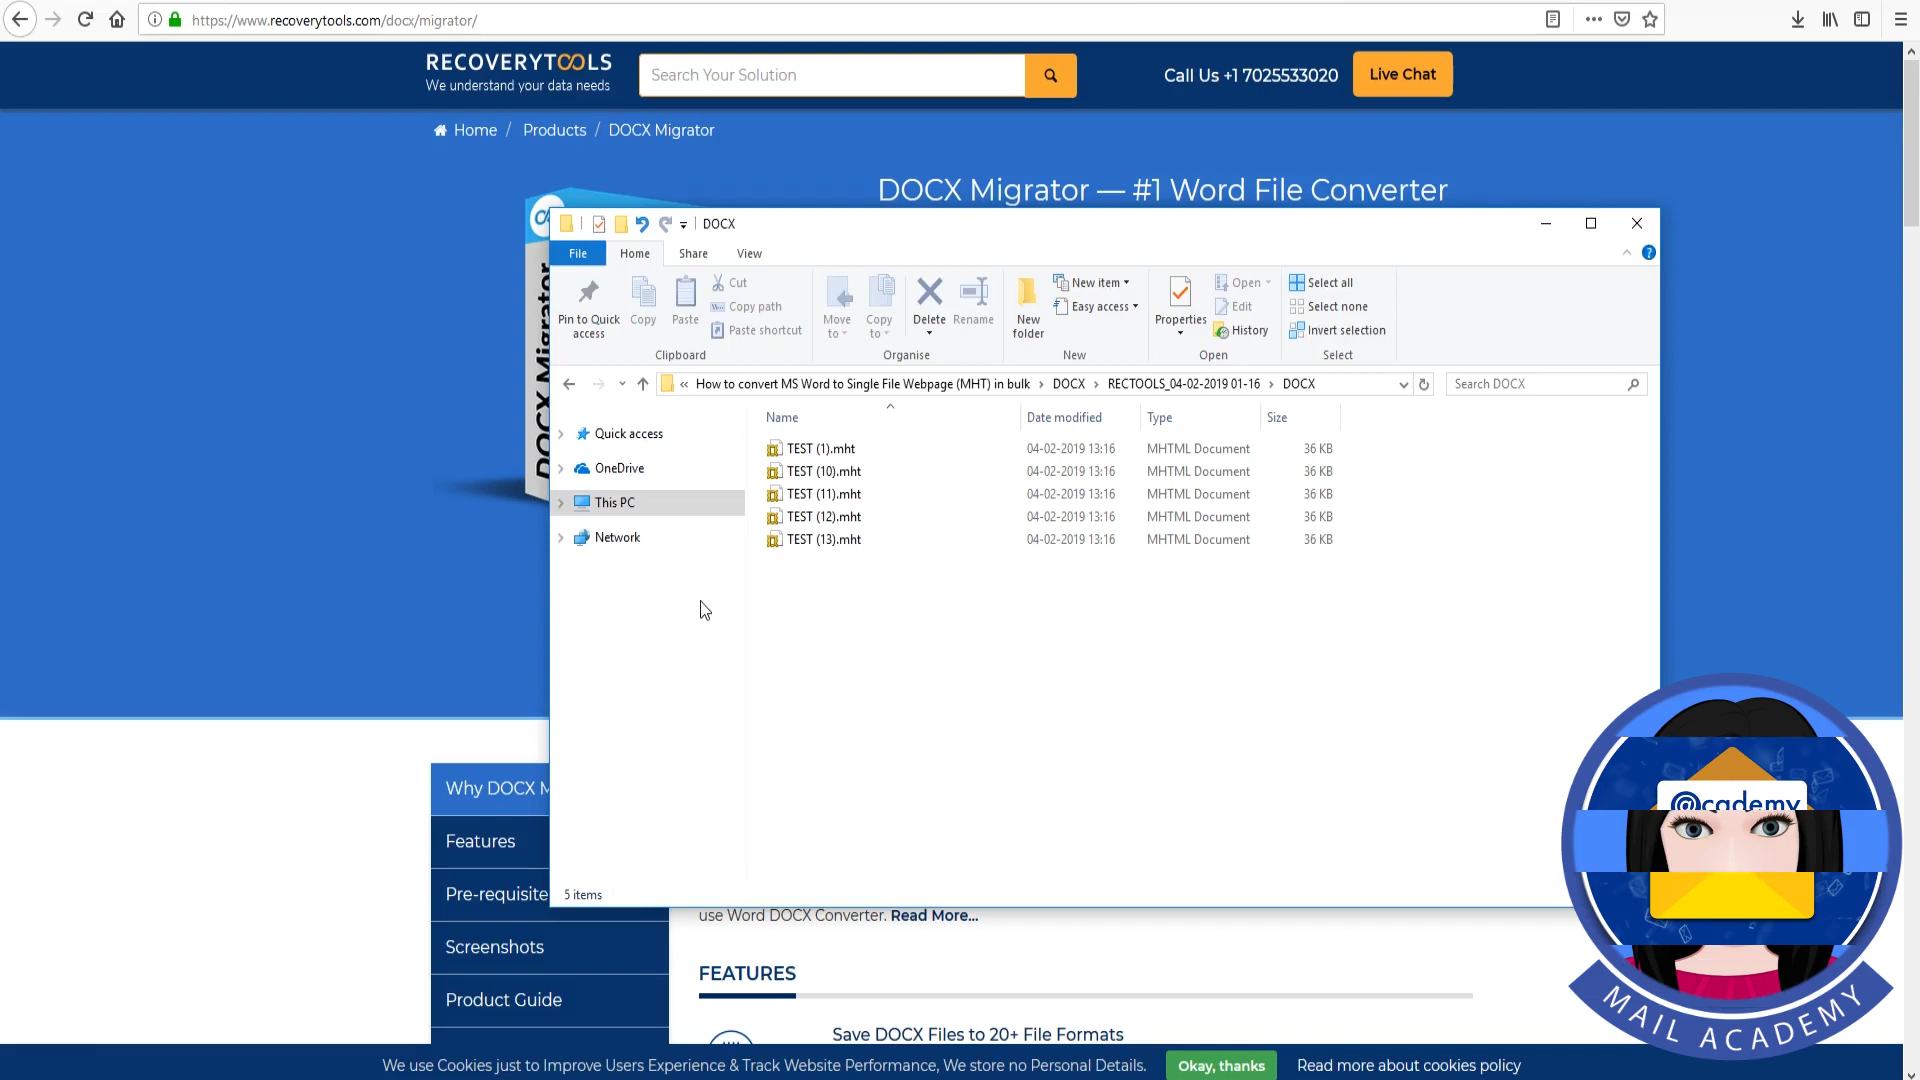 https://www.recoverytools.com/docx/migrator/
RECOVERYTOOLS
We understand your data needs
Search Your Solution
Call Us +1 7025533020
Live Chat
Home / Products / DOCX Migrator
DOCX Migrator — #1 Word File Converter
DOCX Migrator
DOCX
File Home Share View
Pin to Quick access
Copy
Paste
Cut
Copy path
Paste shortcut
Clipboard
Move to
Copy to
Delete
Rename
Organise
New folder
New item
Easy access
New
Properties
Open
Edit
History
Open
Select all
Select none
Invert selection
Select
« How to convert MS Word to Single File Webpage (MHT) in bulk › DOCX › RECTOOLS_04-02-2019 01-16 › DOCX
Search DOCX
Quick access
OneDrive
This PC
Network
Name Date modified Type Size
TEST (1).mht 04-02-2019 13:16 MHTML Document 36 KB
TEST (10).mht 04-02-2019 13:16 MHTML Document 36 KB
TEST (11).mht 04-02-2019 13:16 MHTML Document 36 KB
TEST (12).mht 04-02-2019 13:16 MHTML Document 36 KB
TEST (13).mht 04-02-2019 13:16 MHTML Document 36 KB
5 items
Why DOCX M
Features
Pre-requisite
Screenshots
Product Guide
use Word DOCX Converter. Read More...
FEATURES
Save DOCX Files to 20+ File Formats
@cademy
MAIL ACADEMY
We use Cookies just to Improve Users Experience & Track Website Performance, We store no Personal Details.
Okay, thanks
Read more about cookies policy